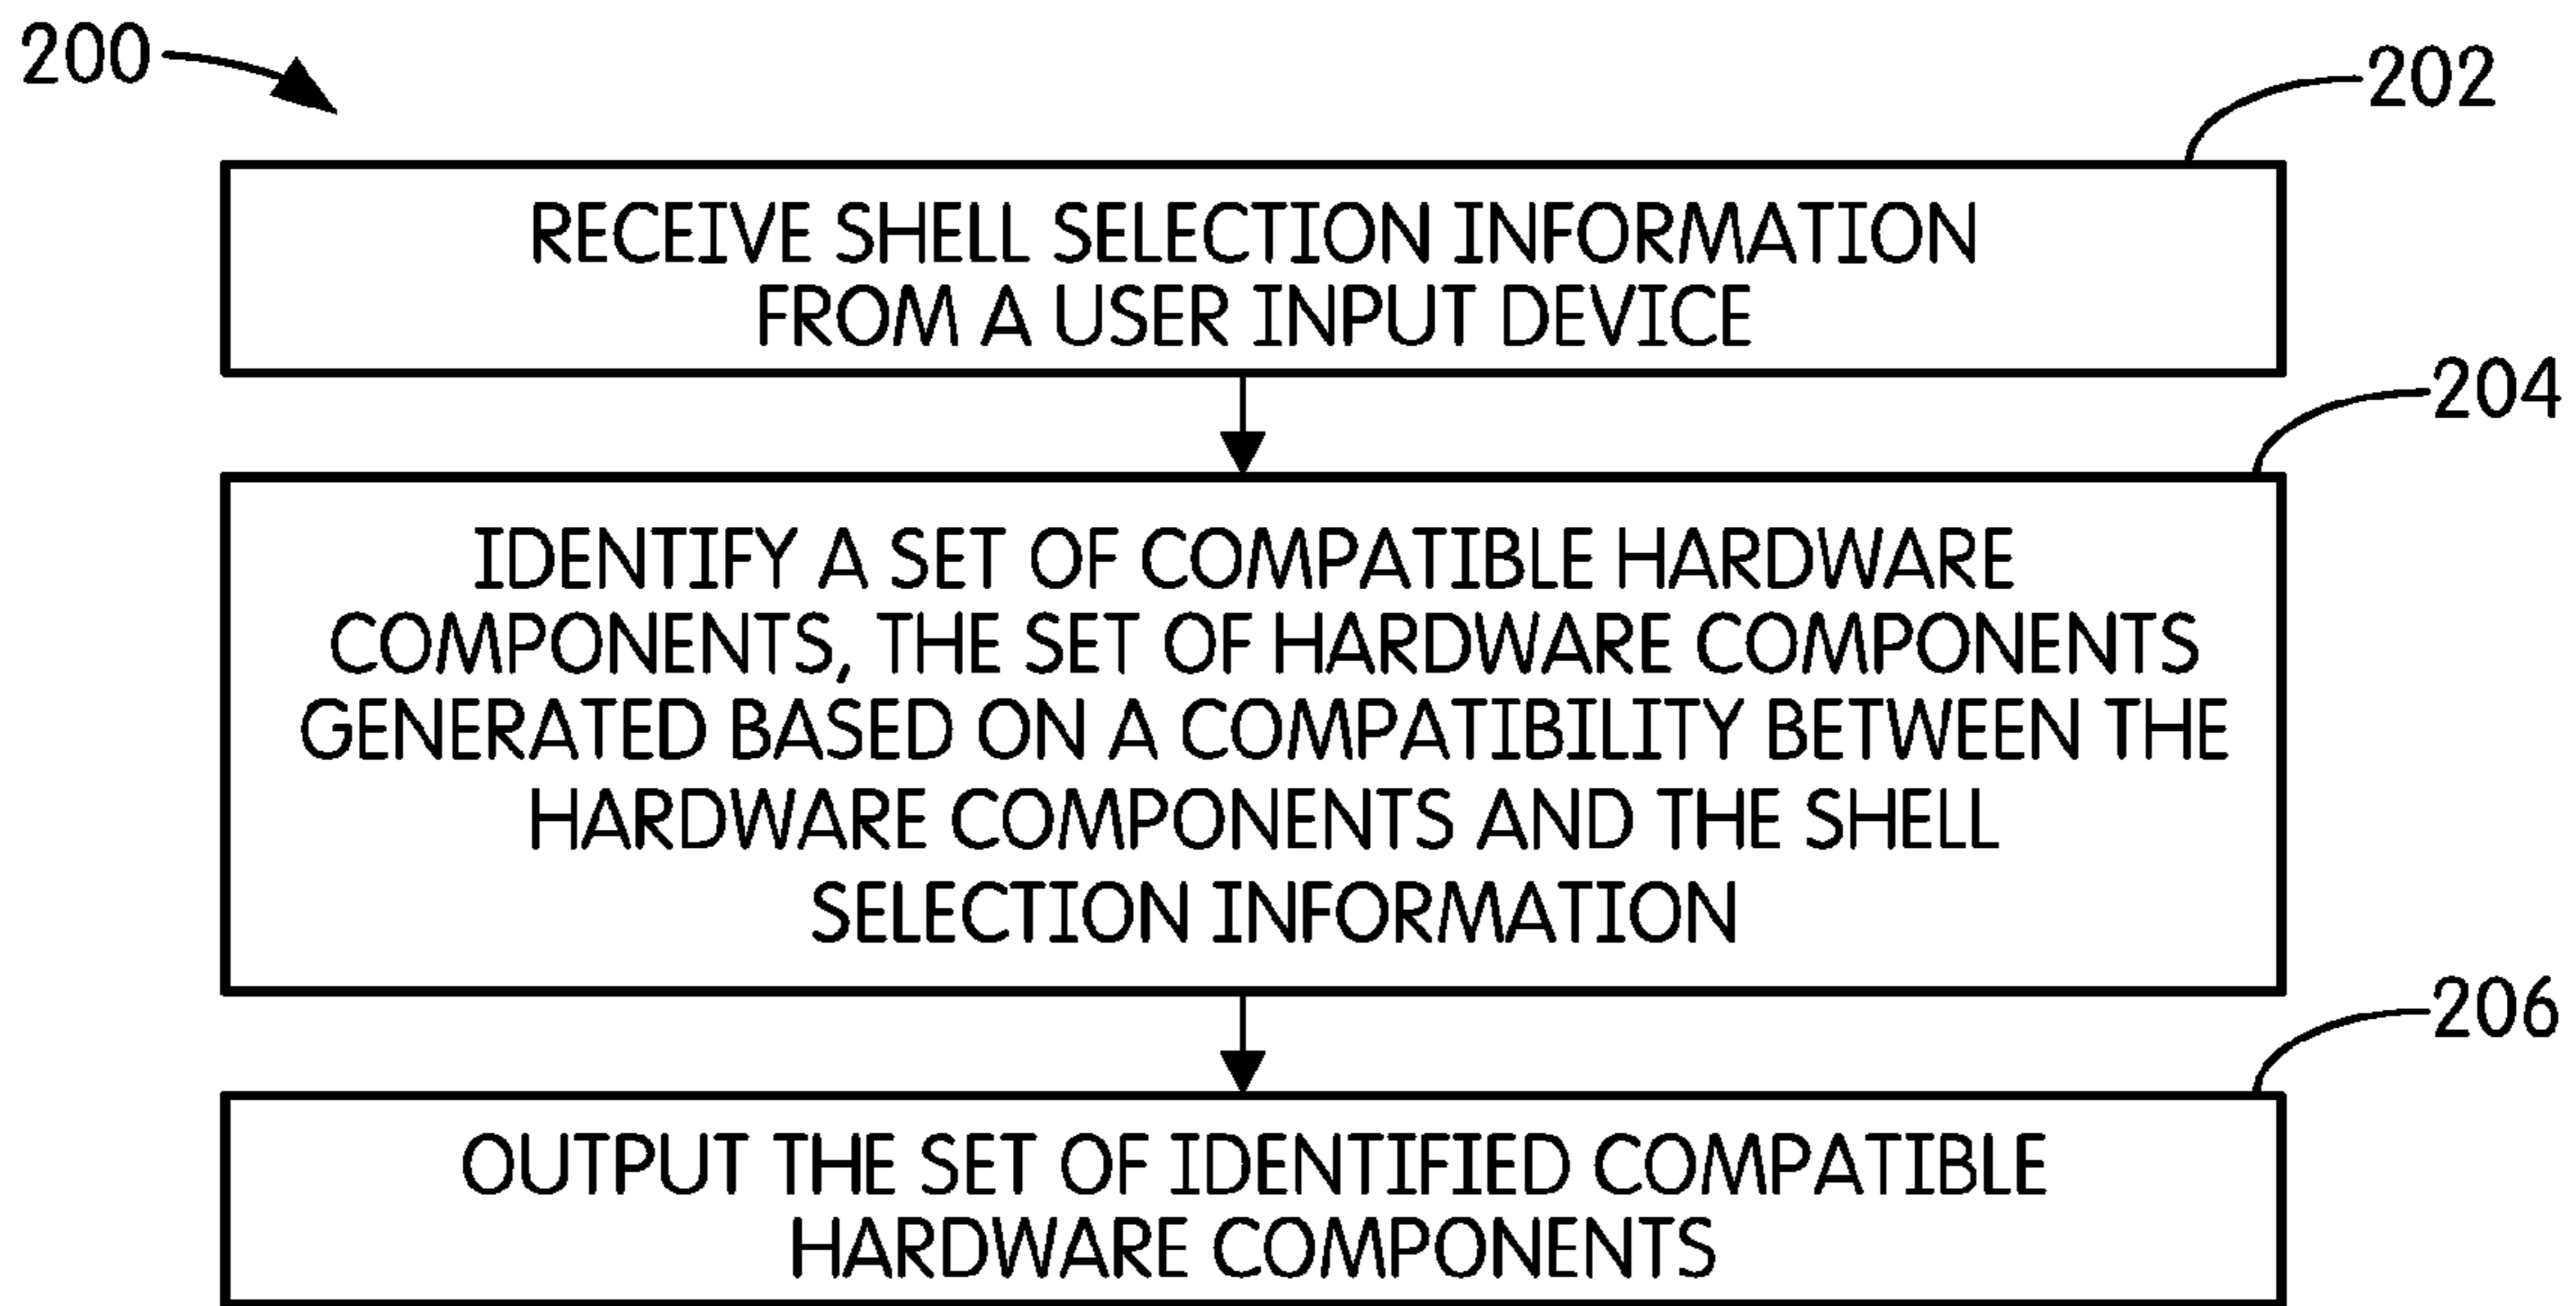 200
202
RECEIVE SHELL SELECTION INFORMATION
FROM A USER INPUT DEVICE
204
IDENTIFY A SET OF COMPATIBLE HARDWARE
COMPONENTS, THE SET OF HARDWARE COMPONENTS
GENERATED BASED ON A COMPATIBILITY BETWEEN THE
HARDWARE COMPONENTS AND THE SHELL
SELECTION INFORMATION
206
OUTPUT THE SET OF IDENTIFIED COMPATIBLE
HARDWARE COMPONENTS